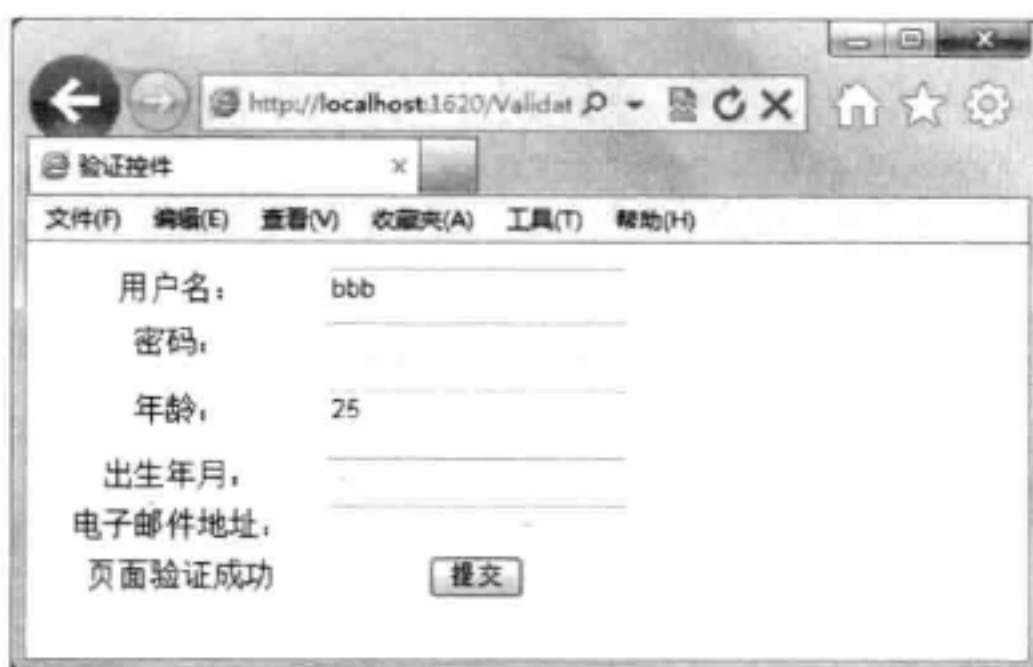 http://localhost:1620/Validat
验证控件
文件(F) 编辑(E) 查看(V) 收藏夹(A) 工具(T) 帮助(H)
用户名: bbb
密码:
年龄: 25
出生年月:
电子邮件地址:
页面验证成功 提交